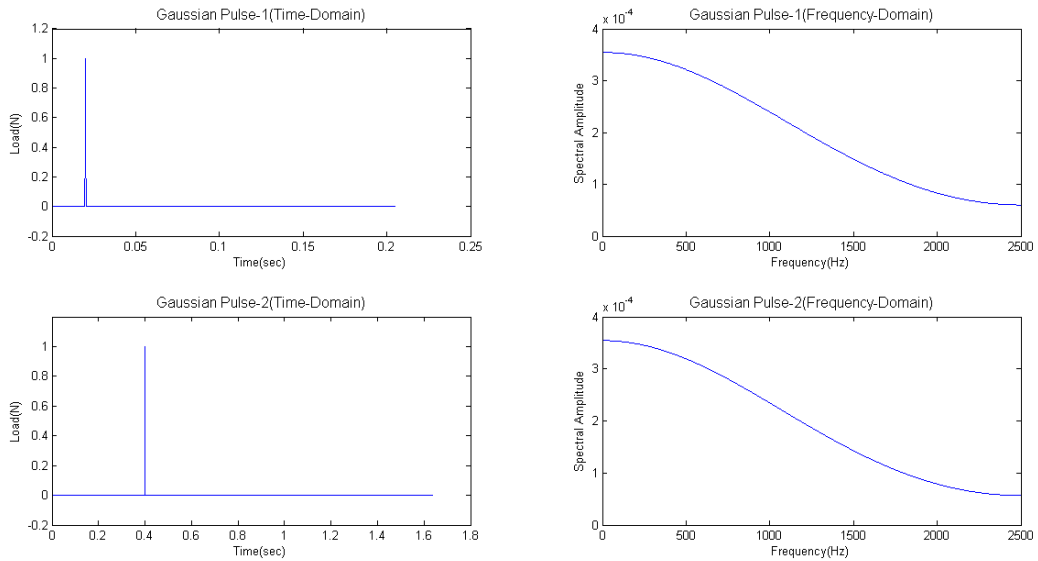 Gaussian Pulse-1(Time-Domain)
1.2
1
0.8
0.6
0.4
0.2
0
-0.2
Load(N)
0 0.05 0.1 0.15 0.2 0.25
Time(sec)
Gaussian Pulse-1(Frequency-Domain)
x 10^-4
4
3
2
1
0
Spectral Amplitude
0 500 1000 1500 2000 2500
Frequency(Hz)
Gaussian Pulse-2(Time-Domain)
1
0.8
0.6
0.4
0.2
0
-0.2
Load(N)
0 0.2 0.4 0.6 0.8 1 1.2 1.4 1.6 1.8
Time(sec)
Gaussian Pulse-2(Frequency-Domain)
x 10^-4
4
3
2
1
0
Spectral Amplitude
0 500 1000 1500 2000 2500
Frequency(Hz)